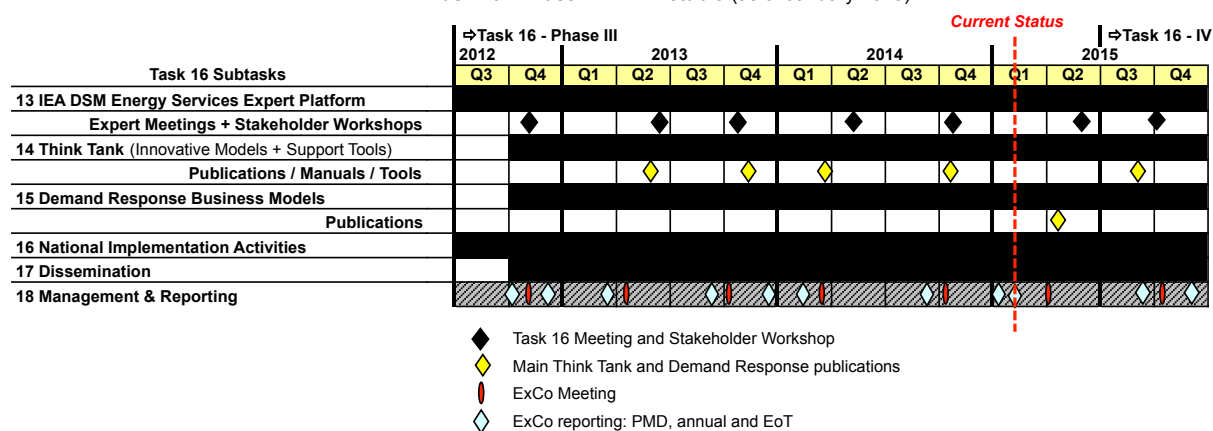 Current Status
⇨Task 16 - Phase III ⇨Task 16 - IV
2012 2013 2014 2015
Task 16 Subtasks Q3 Q4 Q1 Q2 Q3 Q4 Q1 Q2 Q3 Q4 Q1 Q2 Q3 Q4
13 IEA DSM Energy Services Expert Platform
Expert Meetings + Stakeholder Workshops
14 Think Tank (Innovative Models + Support Tools)
Publications / Manuals / Tools
15 Demand Response Business Models
Publications
16 National Implementation Activities
17 Dissemination
18 Management & Reporting
Task 16 Meeting and Stakeholder Workshop
Main Think Tank and Demand Response publications
ExCo Meeting
ExCo reporting: PMD, annual and EoT